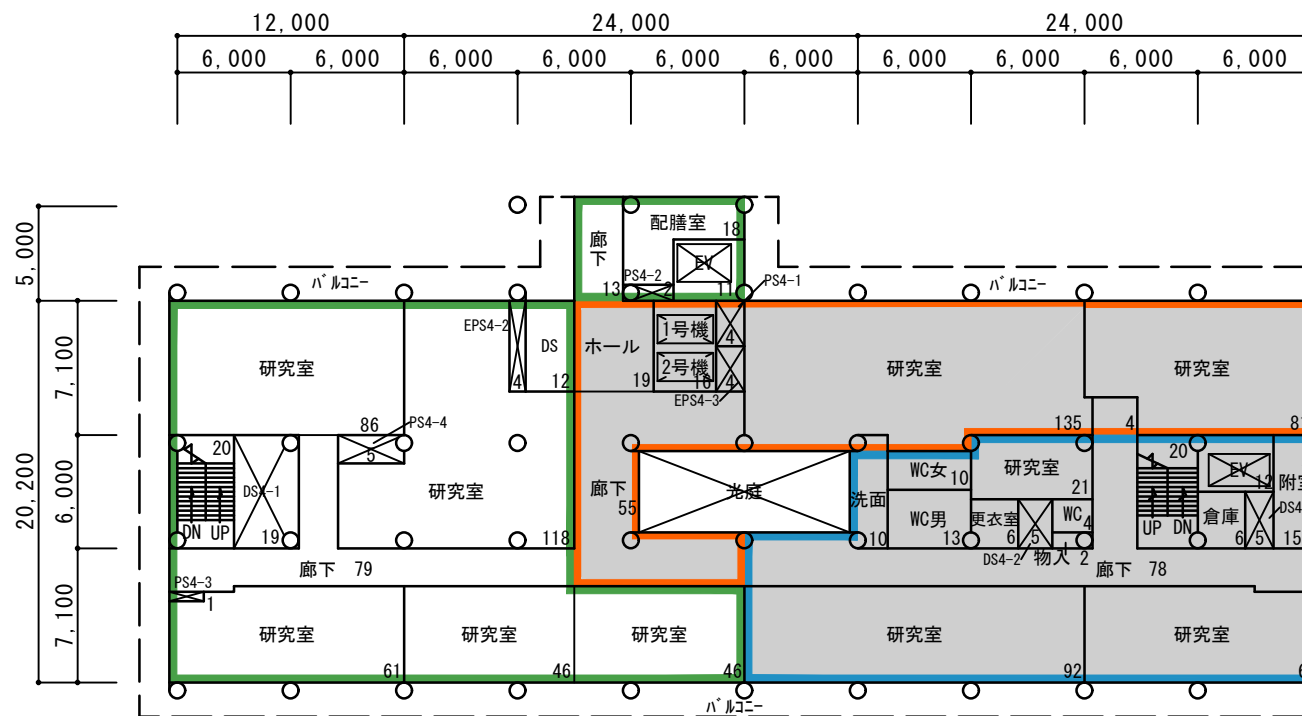 12,000 24,000 24,000
6,000 6,000 6,000 6,000 6,000 6,000 6,000 6,000 6,000 6,000
5,000
20,200
7,100
6,000
7,100
配膳室
18
廊下
13
PS4-2
2
EV
11
PS4-1
バルコニー
バルコニー
EPS4-2
4
DS
12
ホール
19
1号機
2号機
18
4
4
EPS4-3
研究室
86
PS4-4
5
研究室
118
研究室
135
4
研究室
8
20
DS4-1
19
DN UP
廊下
55
光庭
洗面
10
WC女
10
WC男
13
研究室
21
更衣室
6
5
DS4-2
WC
4
物入
2
20
UP DN
EV
12
倉庫
6
5
DS4
附室
15
廊下 79
廊下 78
PS4-3
1
研究室
61
研究室
46
研究室
46
研究室
92
研究室
6
バルコニー